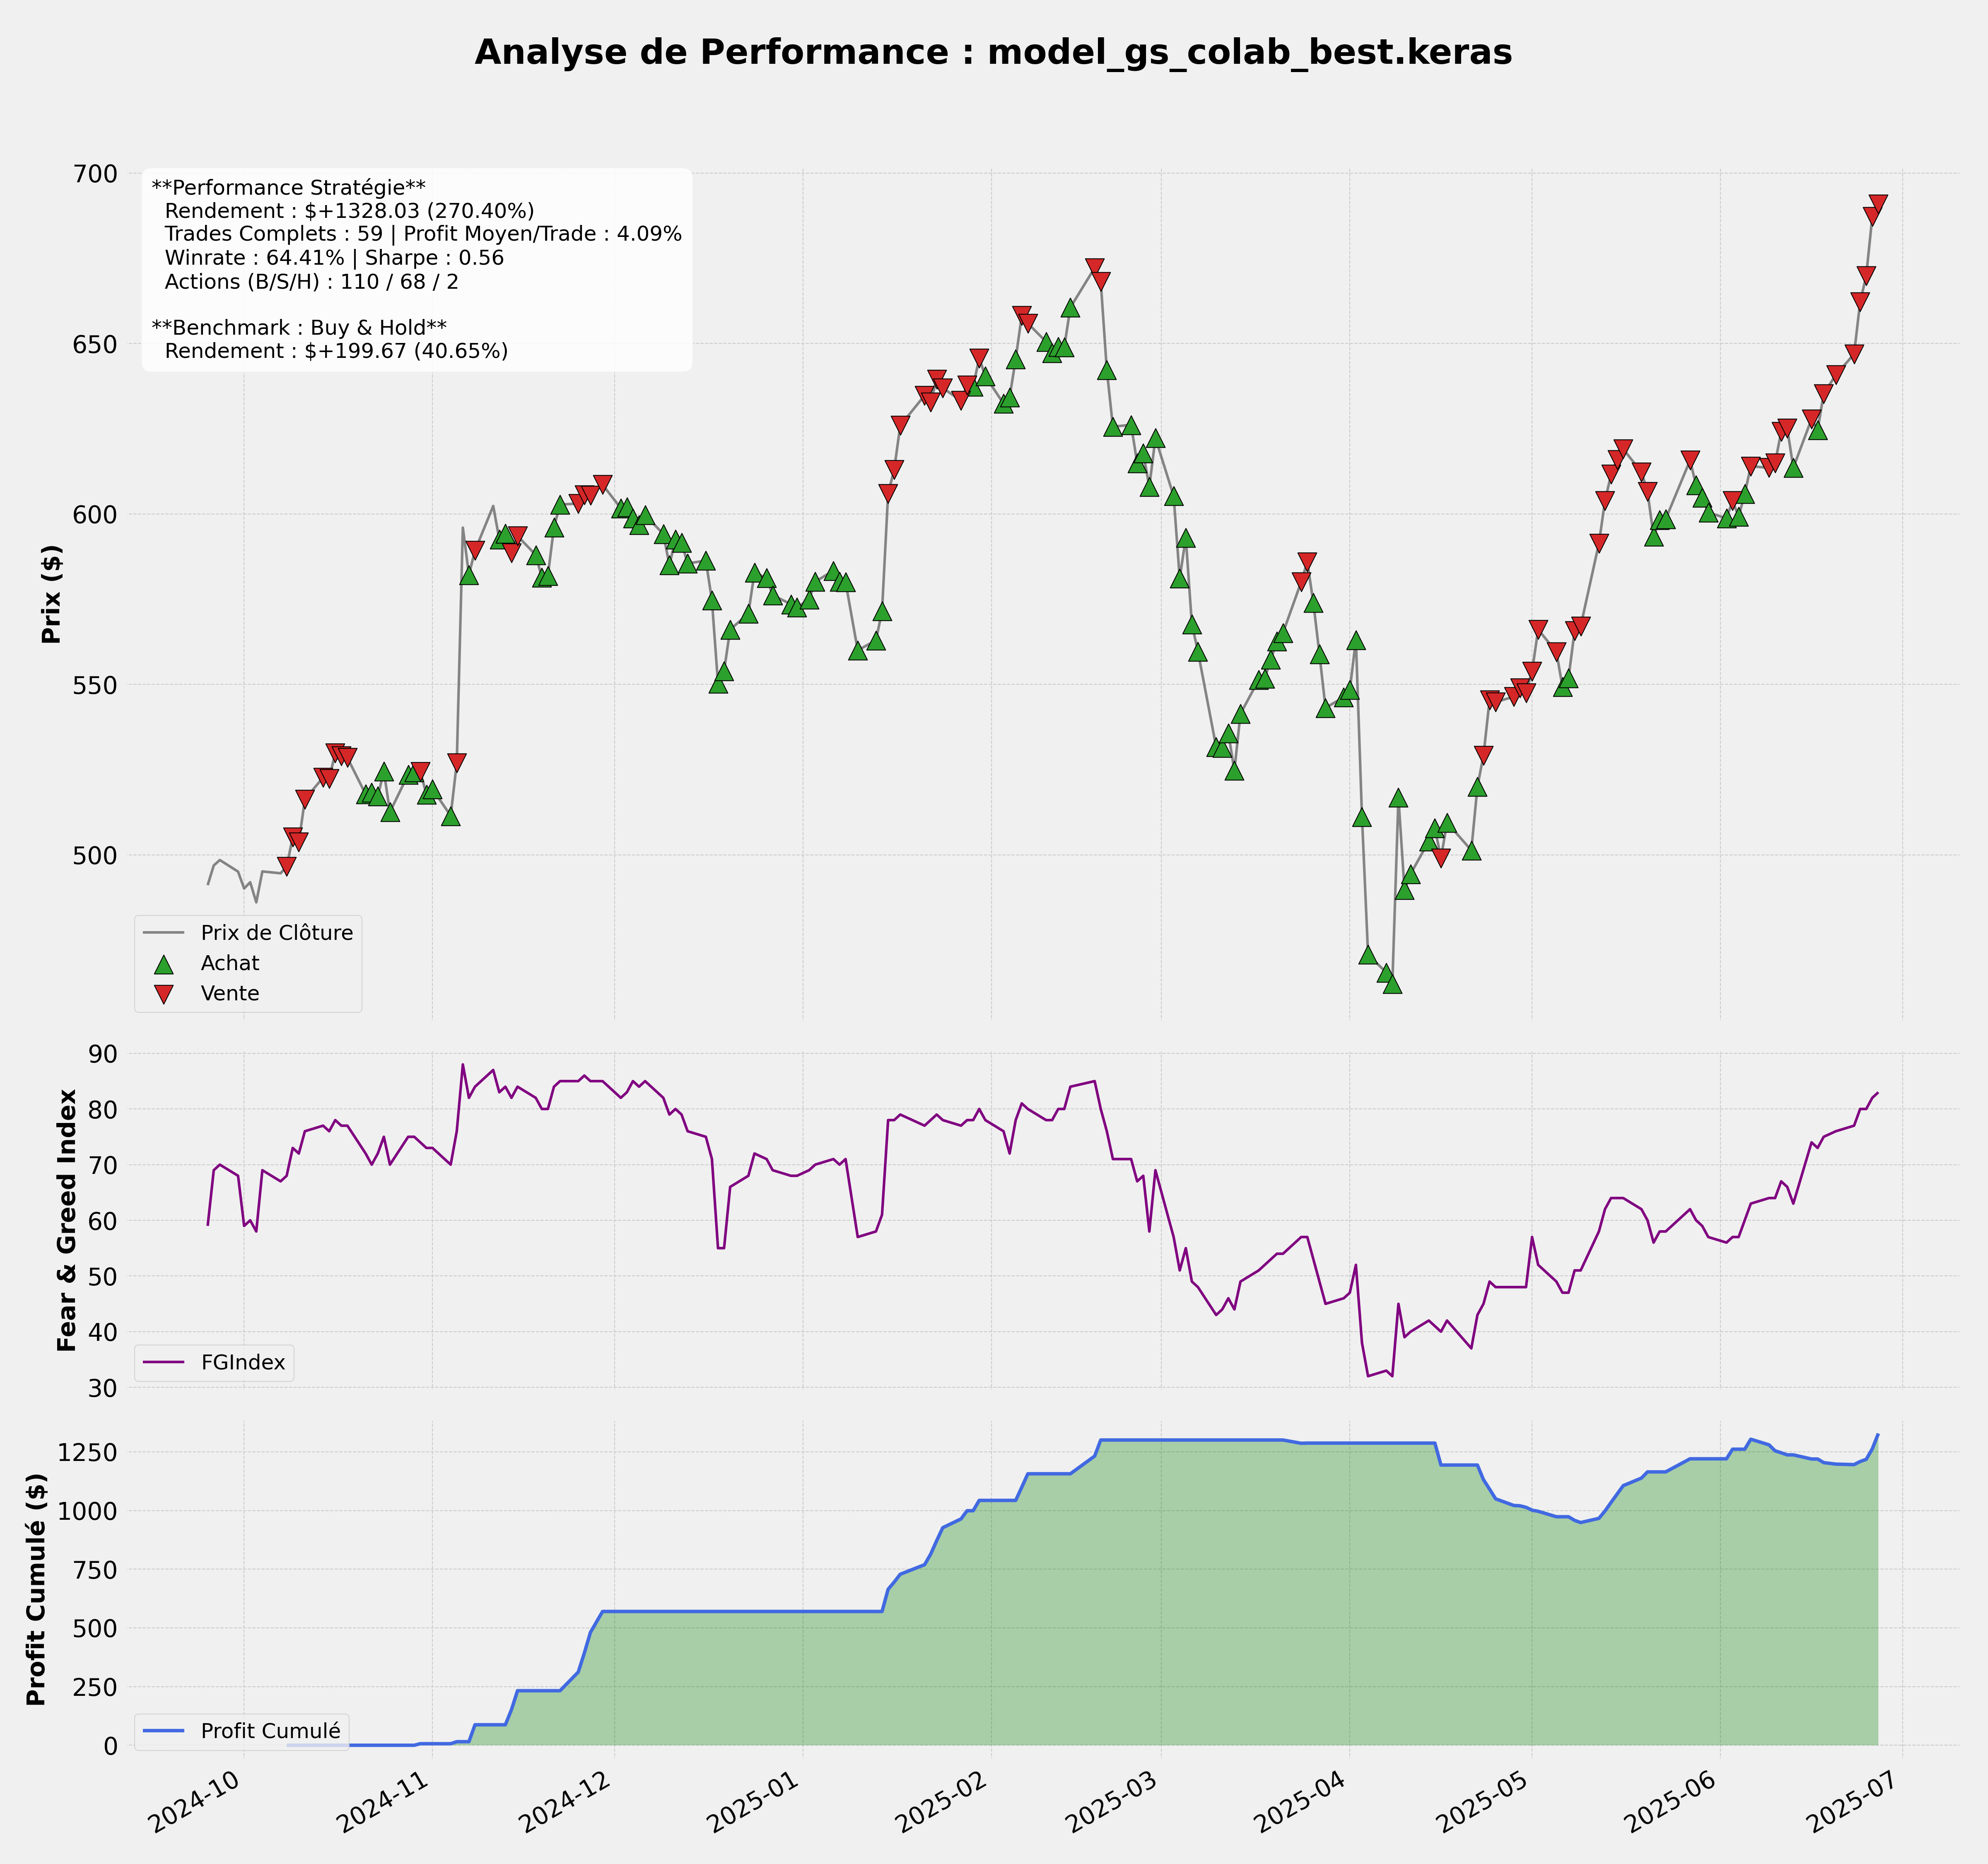 Analyse de Performance : model_gs_colab_best.keras
**Performance Stratégie**
Rendement : $+1328.03 (270.40%)
Trades Complets : 59 | Profit Moyen/Trade : 4.09%
Winrate : 64.41% | Sharpe : 0.56
Actions (B/S/H) : 110 / 68 / 2
**Benchmark : Buy & Hold**
Rendement : $+199.67 (40.65%)
Prix ($)
700
650
600
550
500
Prix de Clôture
Achat
Vente
Fear & Greed Index
90
80
70
60
50
40
30
FGIndex
Profit Cumulé ($)
1250
1000
750
500
250
0
Profit Cumulé
2024-10
2024-11
2024-12
2025-01
2025-02
2025-03
2025-04
2025-05
2025-06
2025-07